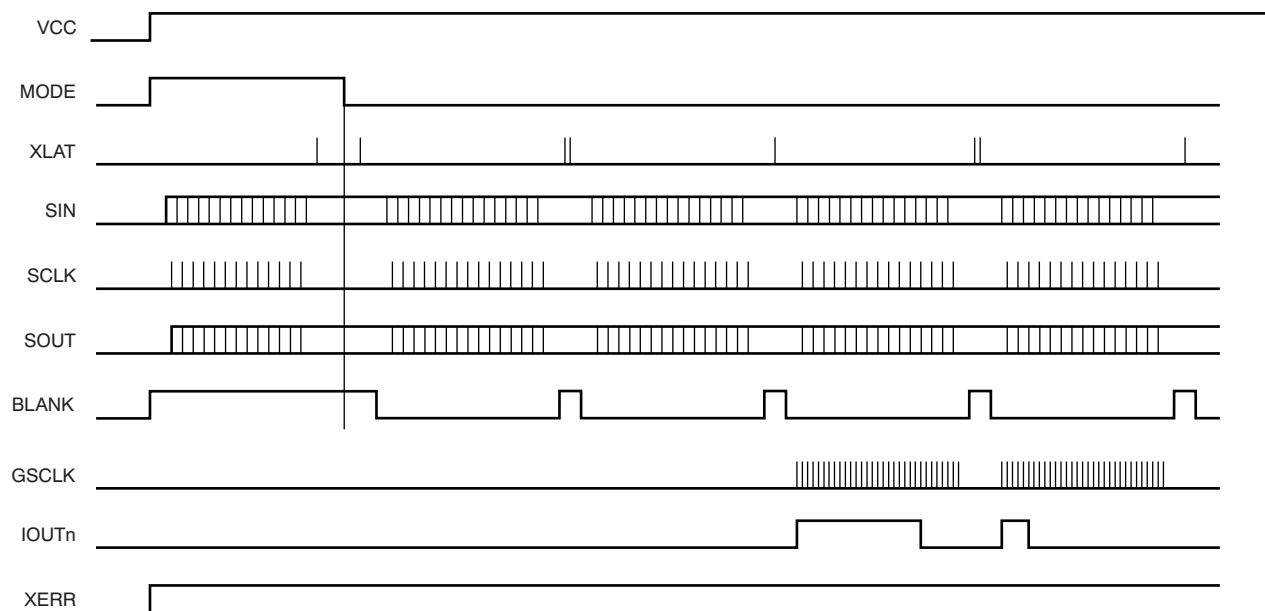 VCC
MODE
XLAT
SIN
SCLK
SOUT
BLANK
GSCLK
IOUTn
XERR